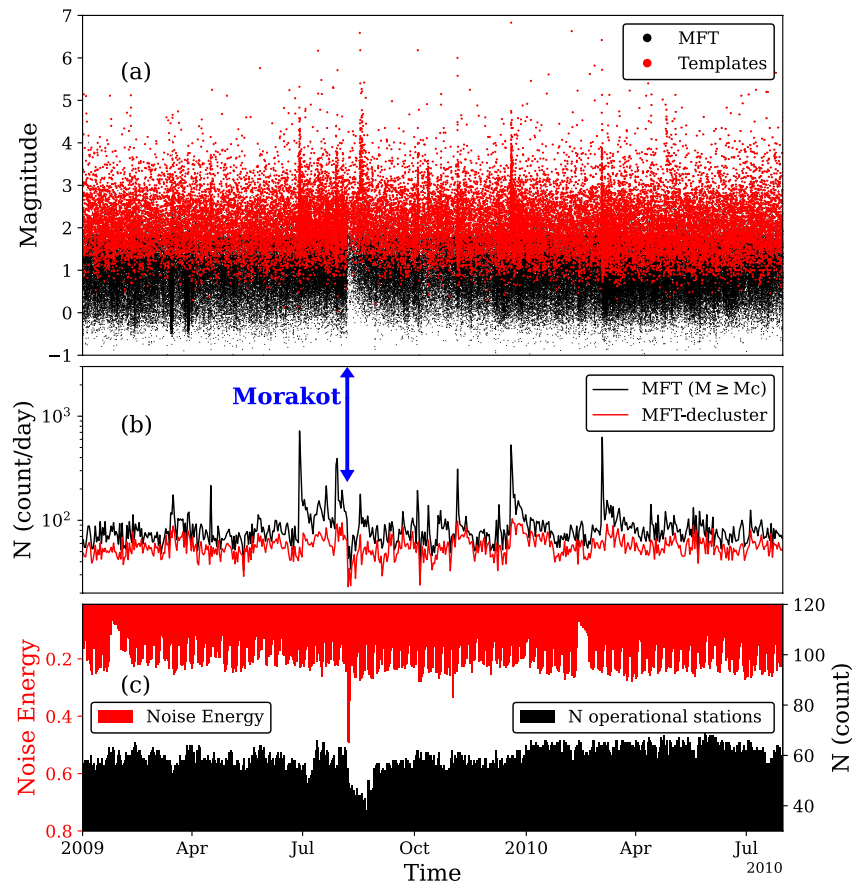 7
6
5
4
3
2
1
0
−1
Magnitude
(a)
MFT
Templates
10³
10²
N (count/day)
(b)
Morakot
MFT (M ≥ Mc)
MFT-decluster
0.2
0.4
0.6
0.8
Noise Energy
(c)
Noise Energy
N operational stations
120
100
80
60
40
N (count)
2009
Apr
Jul
Oct
2010
Apr
Jul
2010
Time